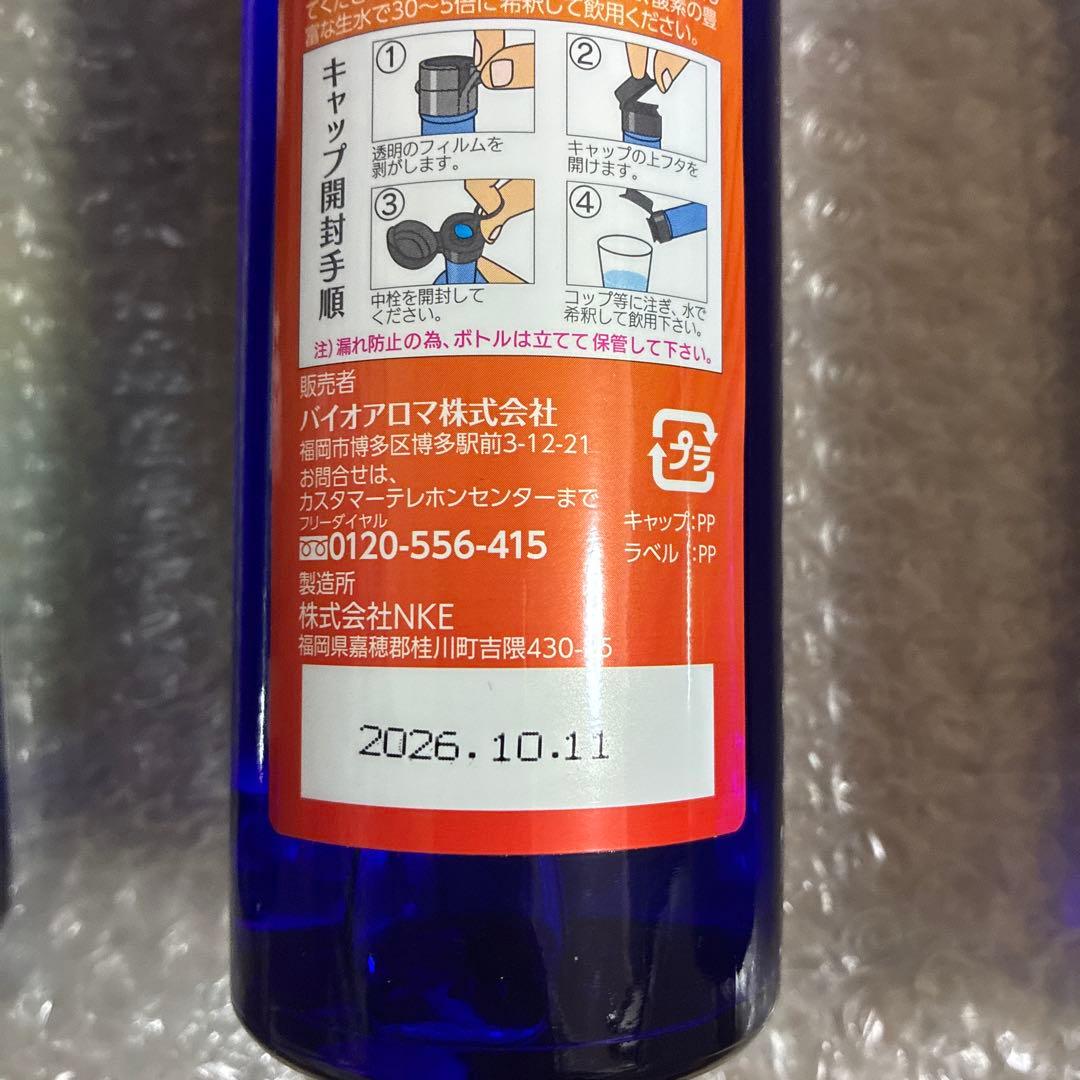 てくだ
酸素の豊
富な生水で30〜5倍に希釈して飲用ください。
キャップ開封手順
①
透明のフィルムを
剥がします。
②
キャップの上フタを
開けます。
③
中栓を開封して
ください。
④
コップ等に注ぎ、水で
希釈して飲用下さい。
注）漏れ防止の為、ボトルは立てて保管して下さい。
販売者
バイオアロマ株式会社
福岡市博多区博多駅前3-12-21
お問合せは、
カスタマーテレホンセンターまで
フリーダイヤル
0120-556-415
プラ
キャップ:PP
ラベル :PP
製造所
株式会社NKE
福岡県嘉穂郡桂川町吉隈430-
2026.10.11